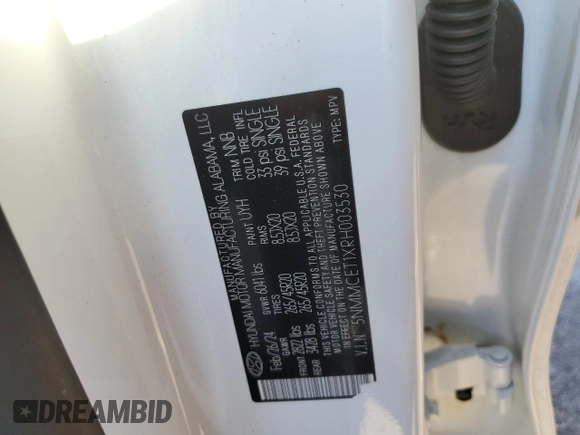 MANUFACTURED BY
HYUNDAI MOTOR MANUFACTURING ALABAMA, LLC
Feb/26/24 PAINT UYH TRIM NNB
GVWR 6041 lbs
GAWR RIMS COLD TIRE INFL
FRONT 2822 lbs 265/45R20 8.5JX20 33 psi SINGLE
REAR 3428 lbs 265/45R20 8.5JX20 39 psi SINGLE
THIS VEHICLE CONFORMS TO ALL APPLICABLE U.S.A. FEDERAL
MOTOR VEHICLE SAFETY, BUMPER, AND THEFT PREVENTION STANDARDS
IN EFFECT ON THE DATE OF MANUFACTURE SHOWN ABOVE
V.I.N 5NMMCET1XRH003530 TYPE: MPV
DREAMBID